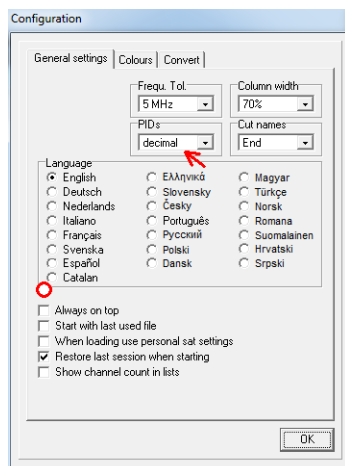 Configuration
General settings Colours Convert
Frequ. Tol. Column width
5 MHz 70%
PIDs Cut names
decimal End
Language
English Ελληνικά Magyar
Deutsch Slovensky Türkçe
Nederlands Česky Norsk
Italiano Português Romana
Français Русский Suomalainen
Svenska Polski Hrvatski
Español Dansk Srpski
Catalan
Always on top
Start with last used file
When loading use personal sat settings
Restore last session when starting
Show channel count in lists
OK